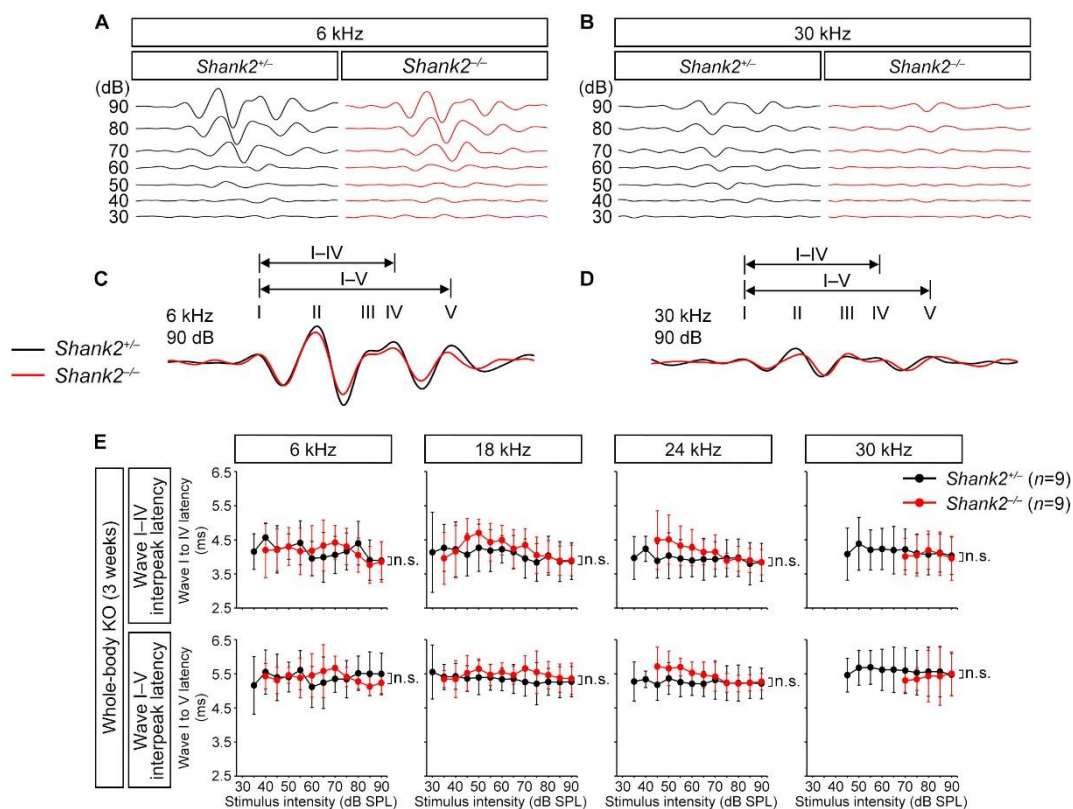 A
6 kHz
Shank2+/– Shank2–/–
(dB)
90
80
70
60
50
40
30
B
30 kHz
Shank2+/– Shank2–/–
(dB)
90
80
70
60
50
40
30
C
I–IV
I–V
I II III IV V
6 kHz
90 dB
Shank2+/–
Shank2–/–
D
I–IV
I–V
I II III IV V
30 kHz
90 dB
E
6 kHz 18 kHz 24 kHz 30 kHz
Shank2+/– (n=9)
Shank2–/– (n=9)
Whole-body KO (3 weeks)
Wave I–IV
interpeak latency
Wave I to IV latency
(ms)
6.5
5.5
4.5
3.5
2.5
n.s. n.s. n.s. n.s.
Wave I–V
interpeak latency
Wave I to V latency
(ms)
6.5
5.5
4.5
3.5
2.5
n.s. n.s. n.s. n.s.
30 40 50 60 70 80 90 30 40 50 60 70 80 90 30 40 50 60 70 80 90 30 40 50 60 70 80 90
Stimulus intensity (dB SPL) Stimulus intensity (dB SPL) Stimulus intensity (dB SPL) Stimulus intensity (dB SPL)